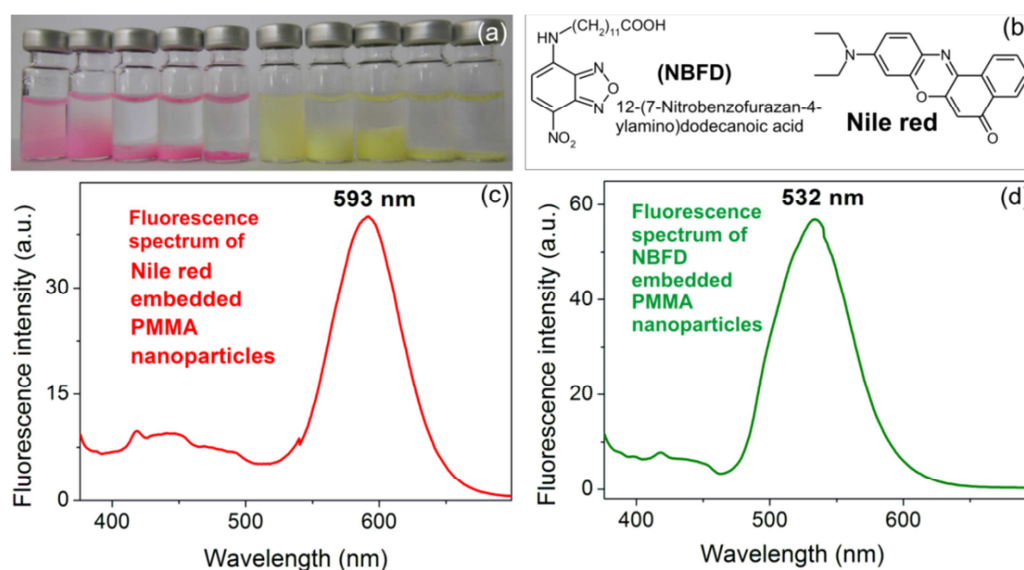 (a)
(b)
HN
(CH2)11COOH
N
O
N
NO2
(NBFD)
12-(7-Nitrobenzofurazan-4-
ylamino)dodecanoic acid
N
N
O
O
Nile red
(c)
593 nm
Fluorescence
spectrum of
Nile red
embedded
PMMA
nanoparticles
Fluorescence intensity (a.u.)
30
15
0
400
500
600
Wavelength (nm)
(d)
532 nm
Fluorescence
spectrum of
NBFD
embedded
PMMA
nanoparticles
Fluorescence intensity (a.u.)
60
40
20
0
400
500
600
Wavelength (nm)